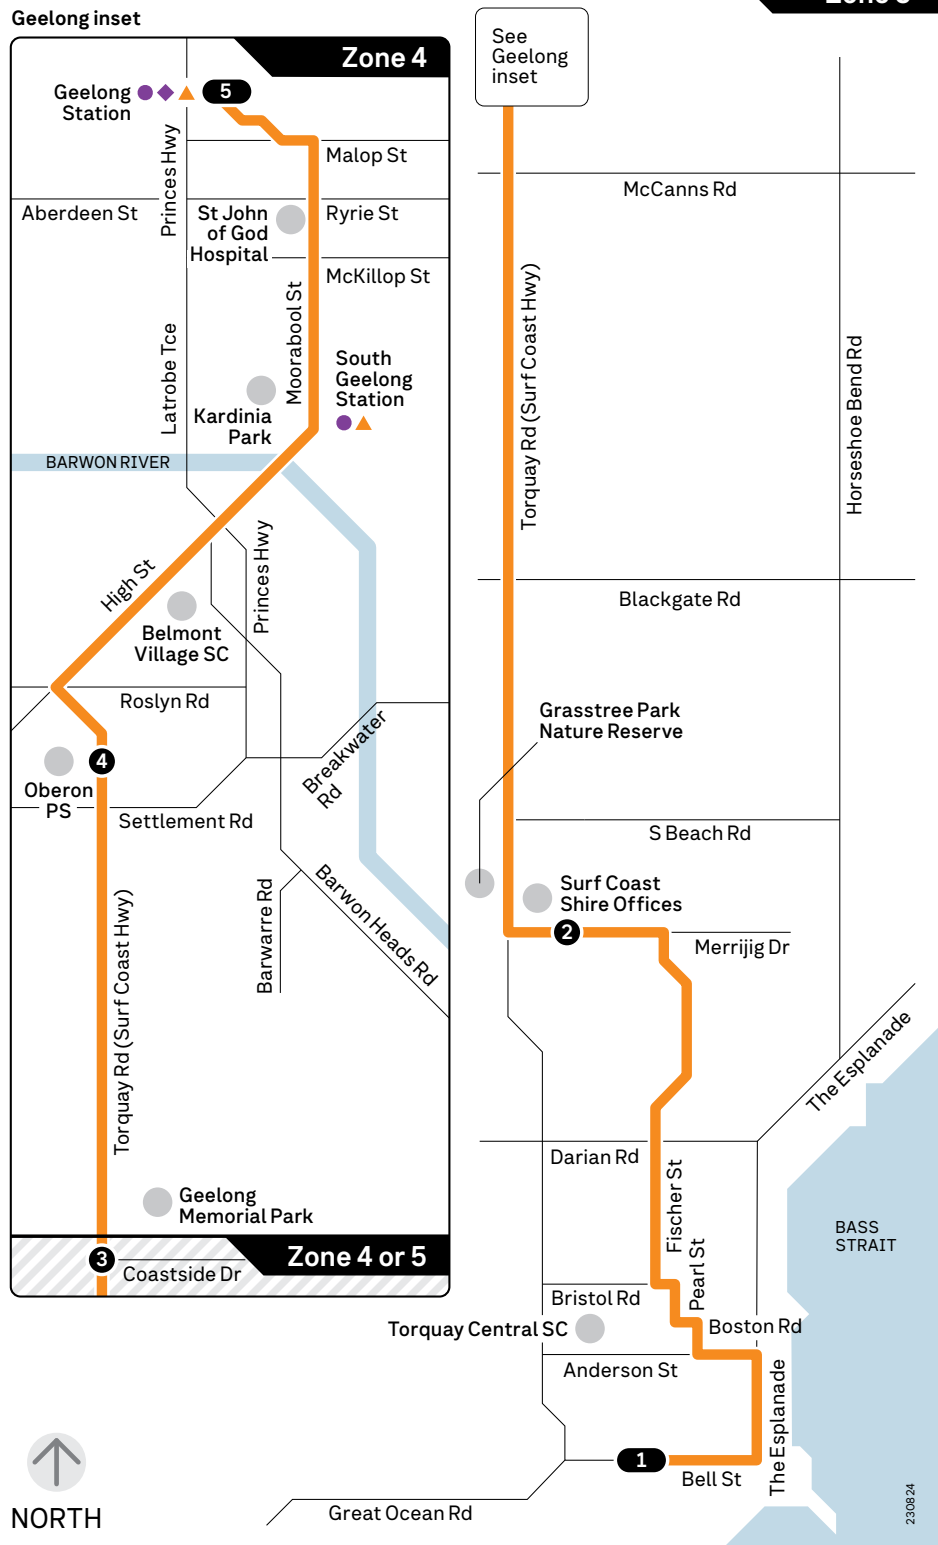 Geelong inset
Zone 4
Geelong
Station
5
Princes Hwy
Malop St
Aberdeen St
St John
of God
Hospital
Ryrie St
McKillop St
Moorabool St
Latrobe Tce
South
Geelong
Station
Kardinia
Park
BARWON RIVER
High St
Princes Hwy
Belmont
Village SC
Roslyn Rd
Breakwater
Rd
4
Oberon
PS
Settlement Rd
Barwarre Rd
Barwon Heads Rd
Torquay Rd (Surf Coast Hwy)
Geelong
Memorial Park
3
Zone 4 or 5
Coastside Dr
See
Geelong
inset
McCanns Rd
Torquay Rd (Surf Coast Hwy)
Horseshoe Bend Rd
Blackgate Rd
Grasstree Park
Nature Reserve
S Beach Rd
Surf Coast
Shire Offices
2
Merrijig Dr
The Esplanade
Darian Rd
Fischer St
Pearl St
BASS
STRAIT
Bristol Rd
Torquay Central SC
Boston Rd
Anderson St
The Esplanade
1
Bell St
Great Ocean Rd
NORTH
230824